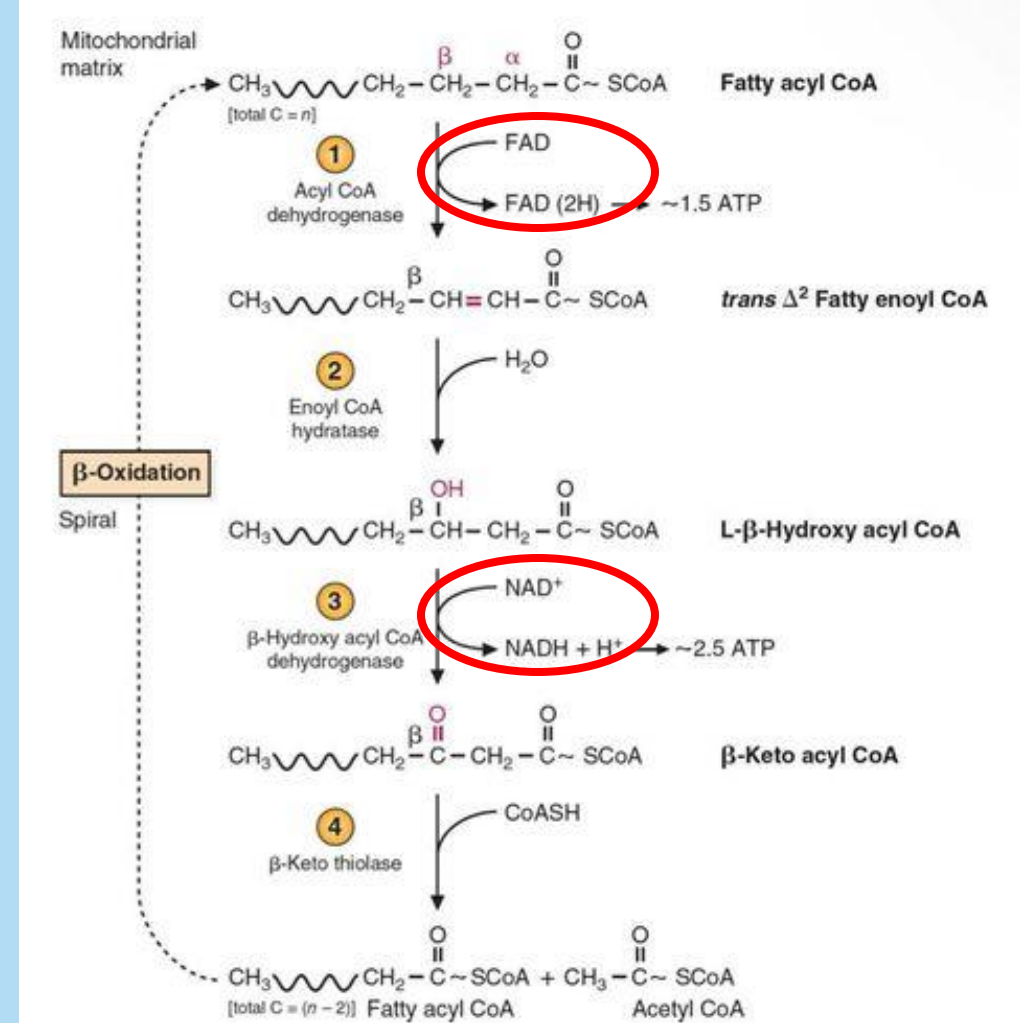 Mitochondrial
matrix
O
β α
CH₃ CH₂–CH₂–CH₂–C~ SCoA Fatty acyl CoA
[total C = n]
1
FAD
Acyl CoA
dehydrogenase
FAD (2H) → ~1.5 ATP
O
β
CH₃ CH₂–CH=CH–C~ SCoA trans Δ² Fatty enoyl CoA
2
H₂O
Enoyl CoA
hydratase
β-Oxidation
Spiral
OH O
β
CH₃ CH₂–CH–CH₂–C~ SCoA L-β-Hydroxy acyl CoA
3
NAD⁺
β-Hydroxy acyl CoA
dehydrogenase
NADH + H⁺ → ~2.5 ATP
O O
β
CH₃ CH₂–C–CH₂–C~ SCoA β-Keto acyl CoA
4
CoASH
β-Keto thiolase
O O
CH₃ CH₂–C~SCoA + CH₃–C~ SCoA
[total C = (n – 2)] Fatty acyl CoA Acetyl CoA